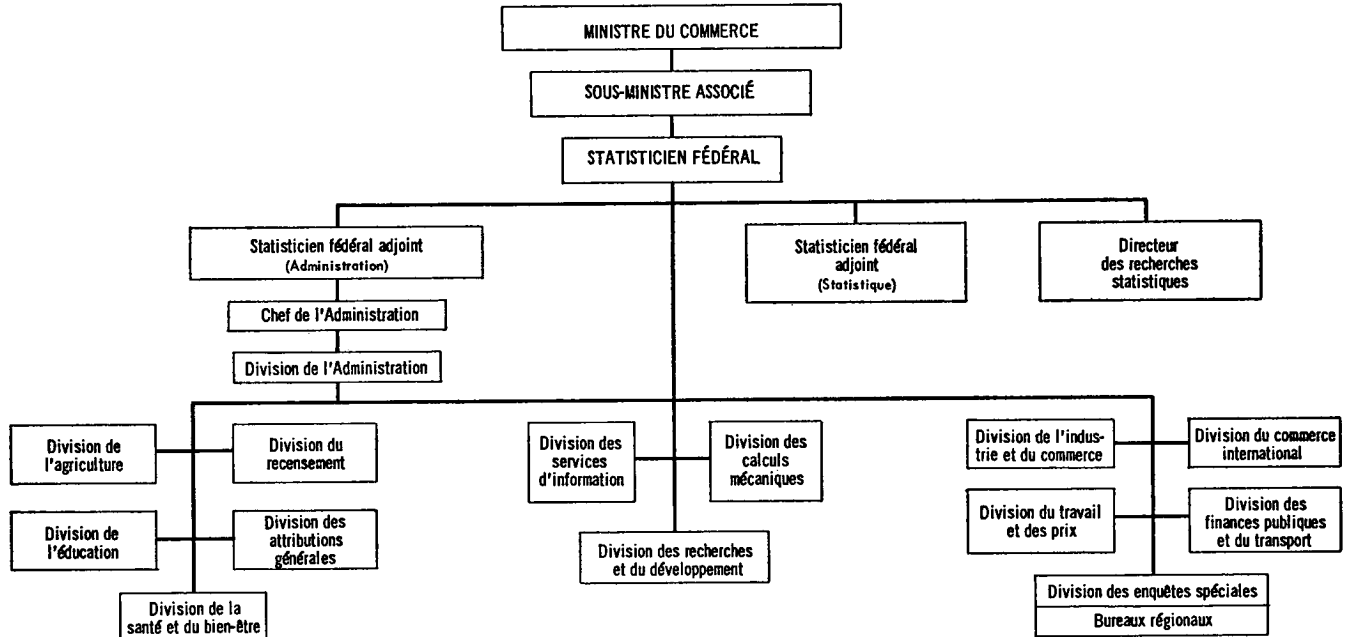 MINISTRE DU COMMERCE
SOUS-MINISTRE ASSOCIÉ
STATISTICIEN FÉDÉRAL
Statisticien fédéral adjoint
(Administration)
Statisticien fédéral
adjoint
(Statistique)
Directeur
des recherches
statistiques
Chef de l'Administration
Division de l'Administration
Division de
l'agriculture
Division du
recensement
Division des
services
d'information
Division des
calculs
mécaniques
Division de l'indus-
trie et du commerce
Division du commerce
international
Division de
l'éducation
Division des
attributions
générales
Division des recherches
et du développement
Division du travail
et des prix
Division des
finances publiques
et du transport
Division de la
santé et du bien-être
Division des enquêtes spéciales
Bureaux régionaux